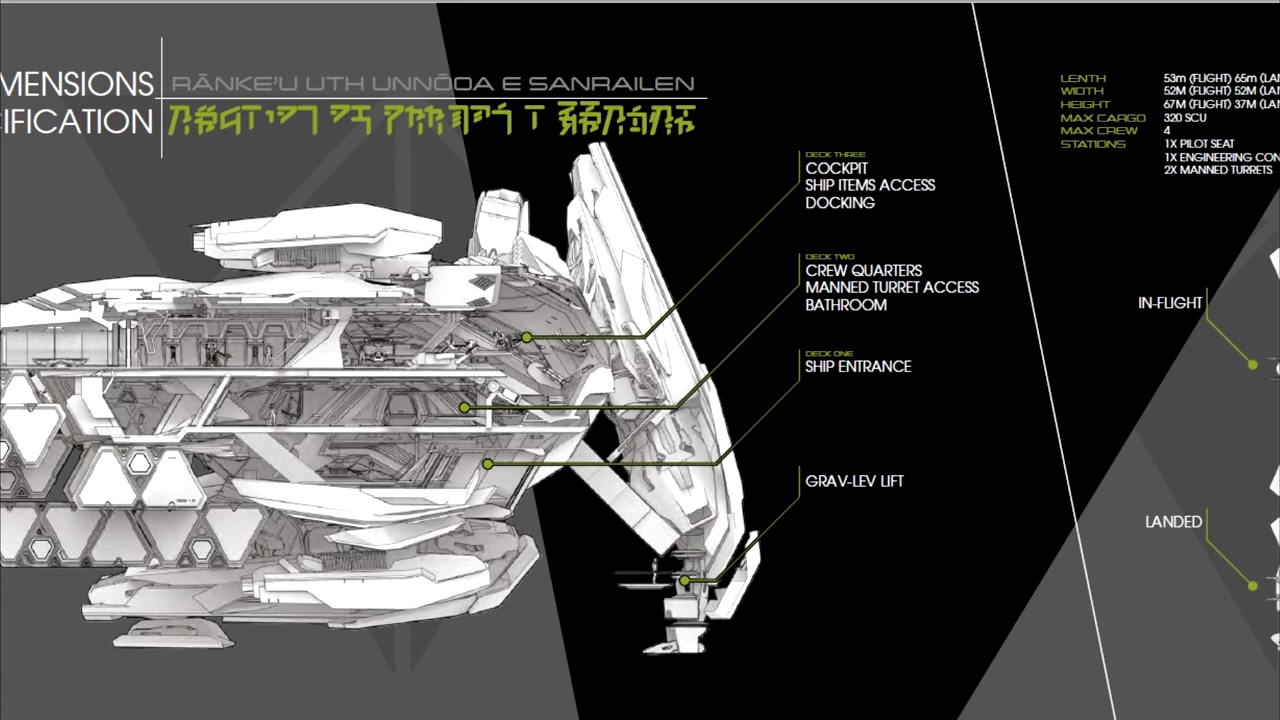 MENSIONS
RĀNKE'U UTH UNNŌOA E SANRAILEN
IFICATION
LENTH 53m (FLIGHT) 65m (LAN
WIDTH 52M (FLIGHT) 52M (LAN
HEIGHT 67M (FLIGHT) 37M (LAN
MAX CARGO 320 SCU
MAX CREW 4
STATIONS 1X PILOT SEAT
1X ENGINEERING CON
2X MANNED TURRETS
DECK THREE
COCKPIT
SHIP ITEMS ACCESS
DOCKING
DECK TWO
CREW QUARTERS
MANNED TURRET ACCESS
BATHROOM
DECK ONE
SHIP ENTRANCE
GRAV-LEV LIFT
IN-FLIGHT
LANDED